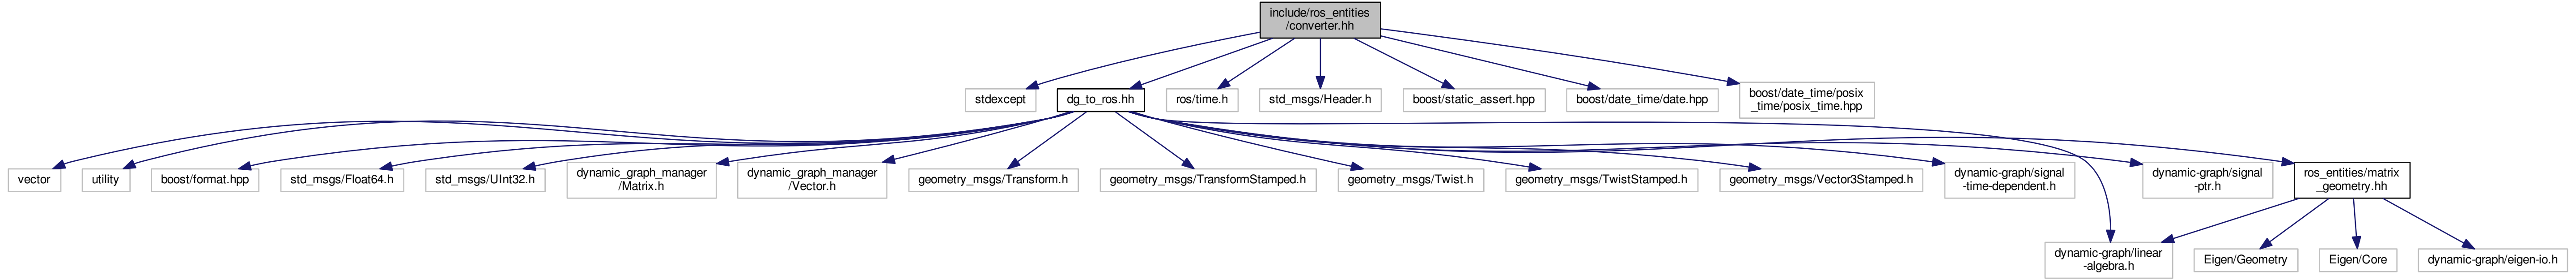 include/ros_entities
/converter.hh
stdexcept
dg_to_ros.hh
ros/time.h
std_msgs/Header.h
boost/static_assert.hpp
boost/date_time/date.hpp
boost/date_time/posix
_time/posix_time.hpp
vector
utility
boost/format.hpp
std_msgs/Float64.h
std_msgs/UInt32.h
dynamic_graph_manager
/Matrix.h
dynamic_graph_manager
/Vector.h
geometry_msgs/Transform.h
geometry_msgs/TransformStamped.h
geometry_msgs/Twist.h
geometry_msgs/TwistStamped.h
geometry_msgs/Vector3Stamped.h
dynamic-graph/signal
-time-dependent.h
dynamic-graph/signal
-ptr.h
ros_entities/matrix
_geometry.hh
dynamic-graph/linear
-algebra.h
Eigen/Geometry
Eigen/Core
dynamic-graph/eigen-io.h